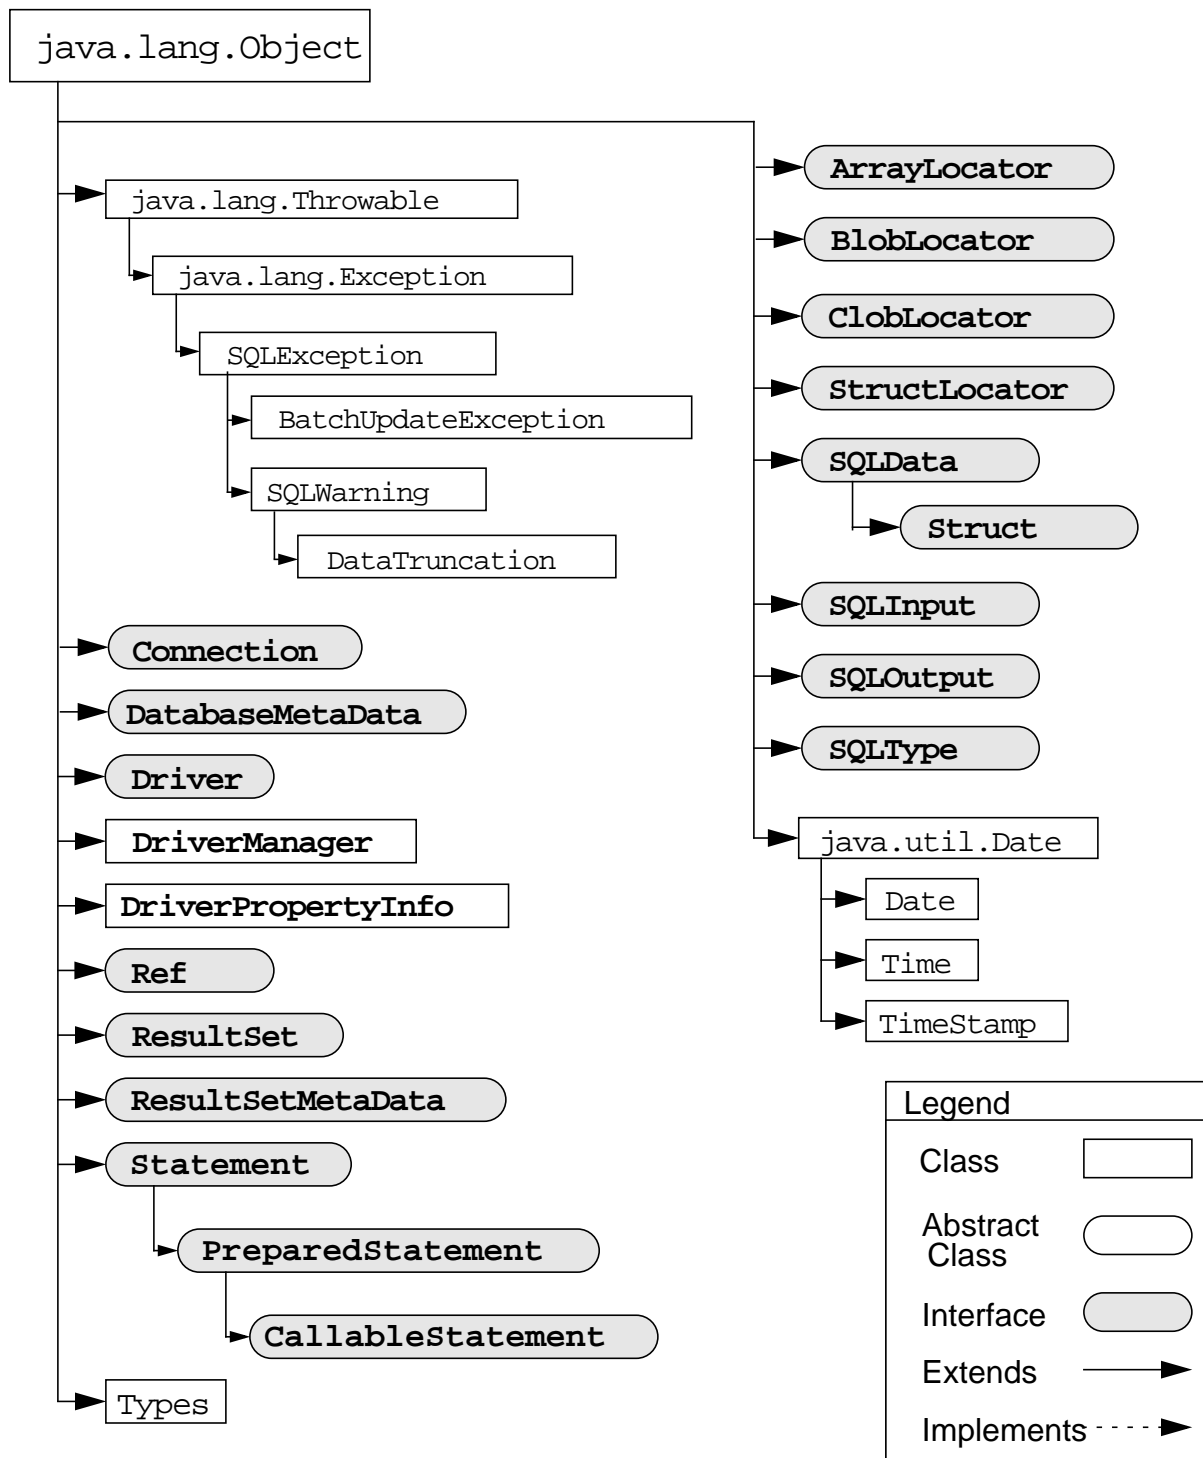 java.lang.Object
java.lang.Throwable
java.lang.Exception
SQLException
BatchUpdateException
SQLWarning
DataTruncation
Connection
DatabaseMetaData
Driver
DriverManager
DriverPropertyInfo
Ref
ResultSet
ResultSetMetaData
Statement
PreparedStatement
CallableStatement
Types
ArrayLocator
BlobLocator
ClobLocator
StructLocator
SQLData
Struct
SQLInput
SQLOutput
SQLType
java.util.Date
Date
Time
TimeStamp
Legend
Class
Abstract
Class
Interface
Extends
Implements